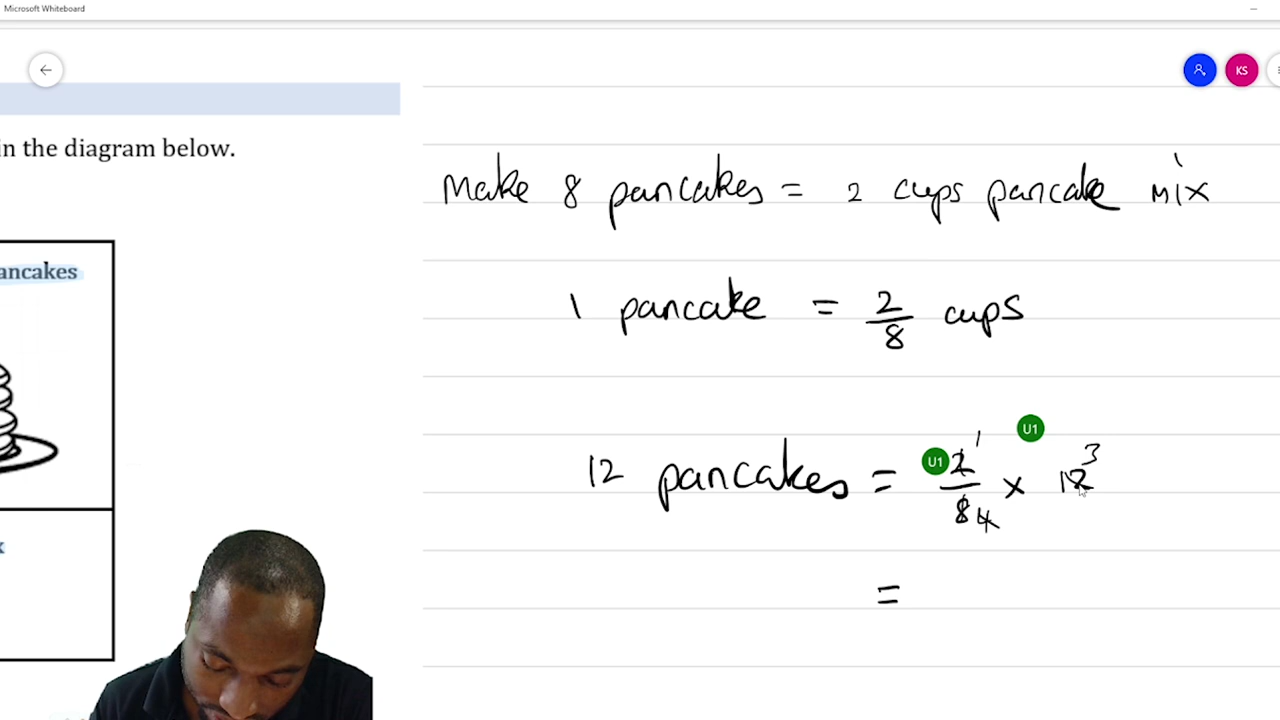 Microsoft Whiteboard
KS
in the diagram below.
Make 8 pancakes = 2 cups pancake mix
ancakes
1 pancake = 2/8 cups
U1
U1
12 pancakes = 2/8 1 4 x 12 3
=